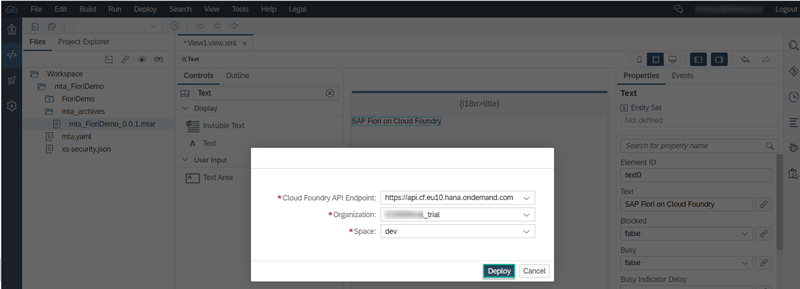 File Edit Build Run Deploy Search View Tools Help
Logout
Files Project Explorer
* View1.view.xml ×
Workspace
mta_FioriDemo
FioriDemo
mta_archives
mta_FioriDemo_0.0.1.mtar
mta.yaml
xs-security.json
«Text
Controls Outline
Text
Display
Invisible Text
Text
User Input
Text Area
{i18n>title}
SAP Fiori on Cloud Foundry
* Cloud Foundry API Endpoint: https://api.cf.eu10.hana.ondemand.com
* Organization: _trial
* Space: dev
Deploy Cancel
Properties Events
Text
Entity Set
Not defined
Search for property name
Element ID
text0
Text
SAP Fiori on Cloud Foundry
Blocked
false
Busy
false
Busy Indicator Delay